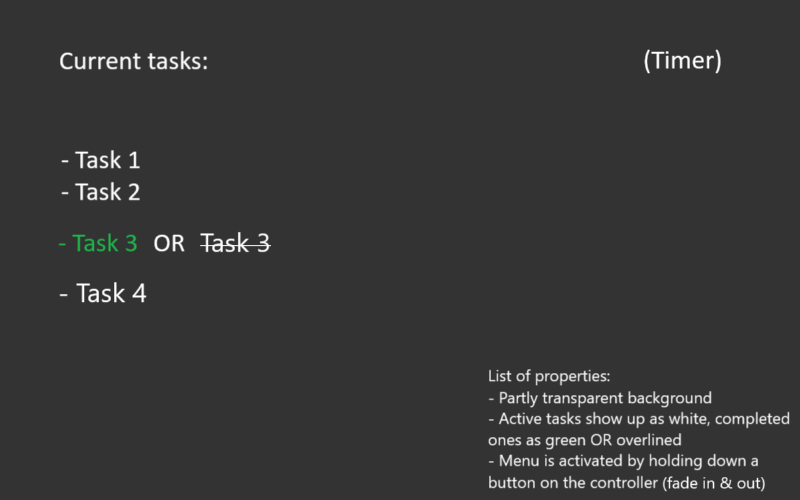 Current tasks:
(Timer)
- Task 1
- Task 2
- Task 3 OR Task 3
- Task 4
List of properties:
- Partly transparent background
- Active tasks show up as white, completed
ones as green OR overlined
- Menu is activated by holding down a
button on the controller (fade in & out)